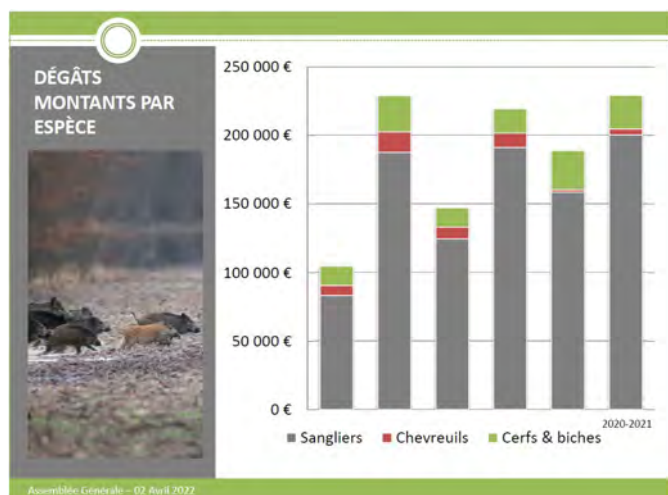 DÉGÂTS
MONTANTS PAR
ESPÈCE
250 000 €
200 000 €
150 000 €
100 000 €
50 000 €
0 €
2020-2021
Sangliers Chevreuils Cerfs & biches
Assemblée Générale – 02 Avril 2022